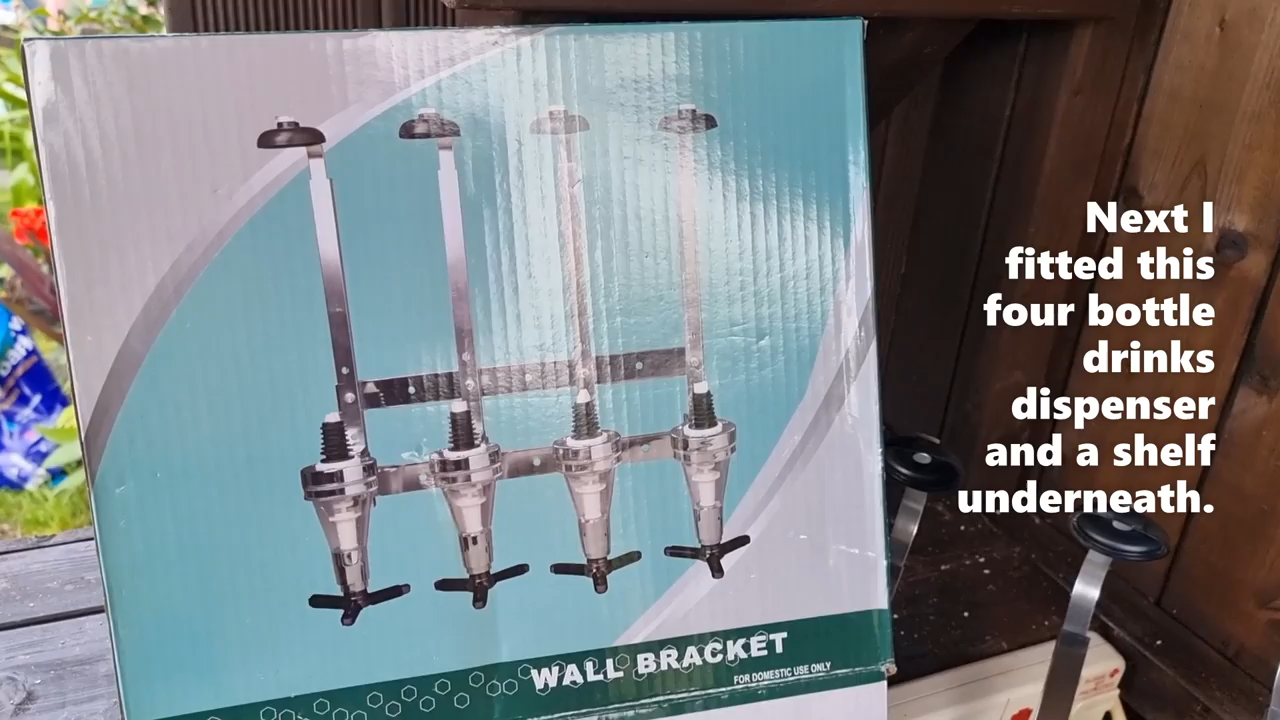 Next I
fitted this
four bottle
drinks
dispenser
and a shelf
underneath.
WALL BRACKET
FOR DOMESTIC USE ONLY